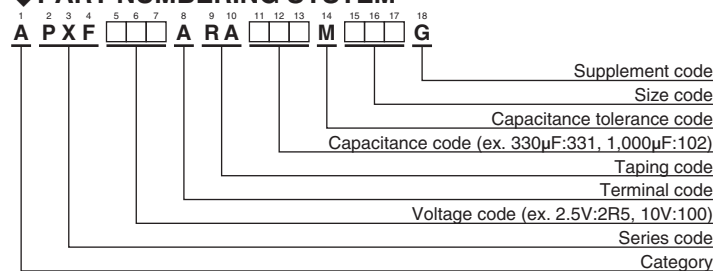 ◆PART NUMBERING SYSTEM
1 2 3 4 5 6 7 8 9 10 11 12 13 14 15 16 17 18
A P X F □□□ A R A □□□ M □□□ G
Supplement code
Size code
Capacitance tolerance code
Capacitance code (ex. 330µF:331, 1,000µF:102)
Taping code
Terminal code
Voltage code (ex. 2.5V:2R5, 10V:100)
Series code
Category